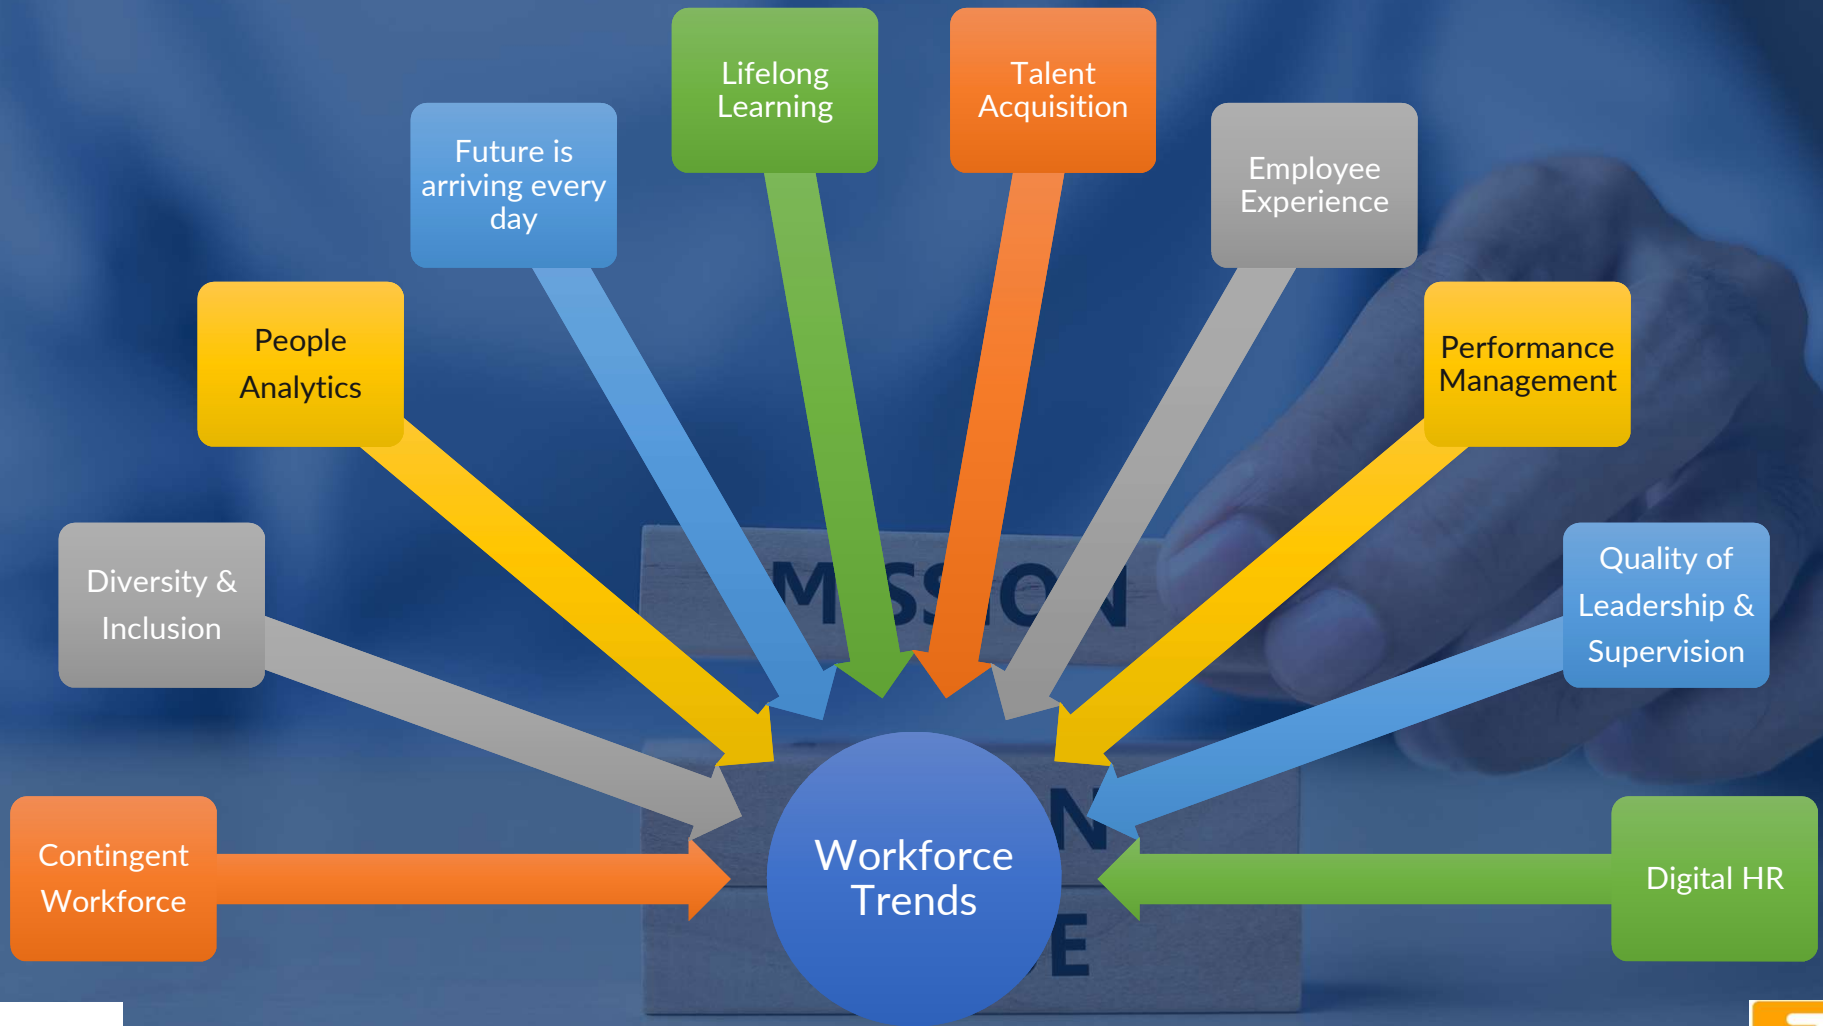 Lifelong
Learning
Talent
Acquisition
Future is
arriving every
day
Employee
Experience
People
Analytics
Performance
Management
Diversity &
Inclusion
Quality of
Leadership &
Supervision
MISSION
Contingent
Workforce
Workforce
Trends
Digital HR